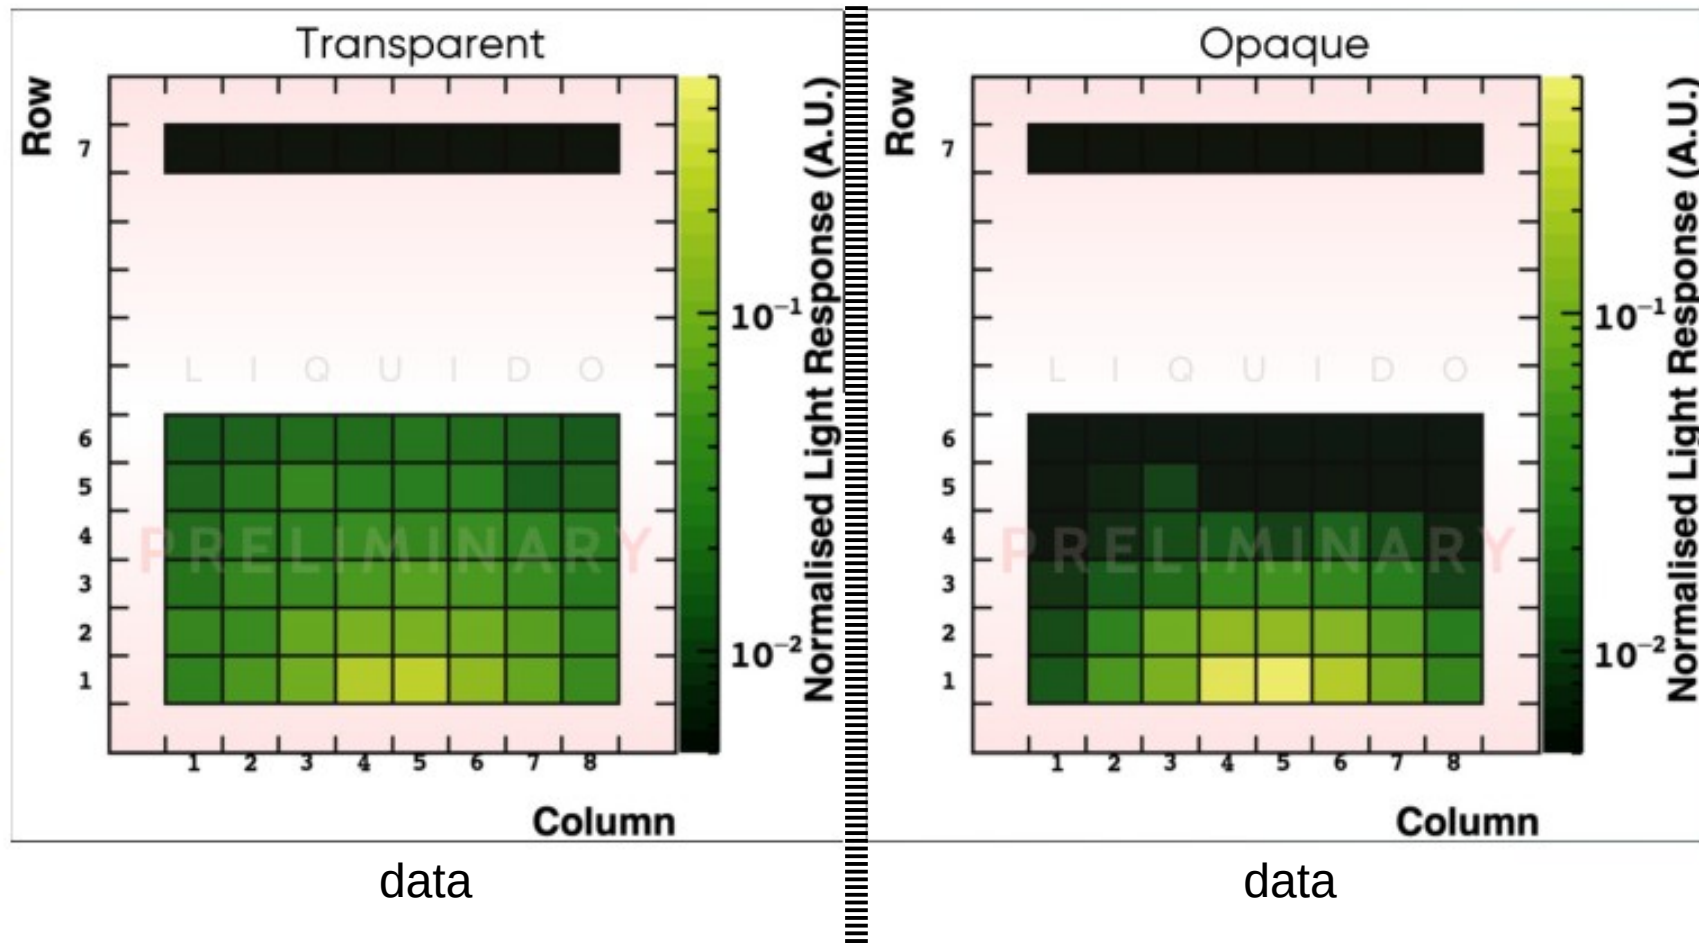 Transparent
Row
7
6
5
4
3
2
1
L I Q U I D O
PRELIMINARY
1 2 3 4 5 6 7 8
Column
10⁻¹
10⁻²
Normalised Light Response (A.U.)
data
Opaque
Row
7
6
5
4
3
2
1
L I Q U I D O
PRELIMINARY
1 2 3 4 5 6 7 8
Column
10⁻¹
10⁻²
Normalised Light Response (A.U.)
data